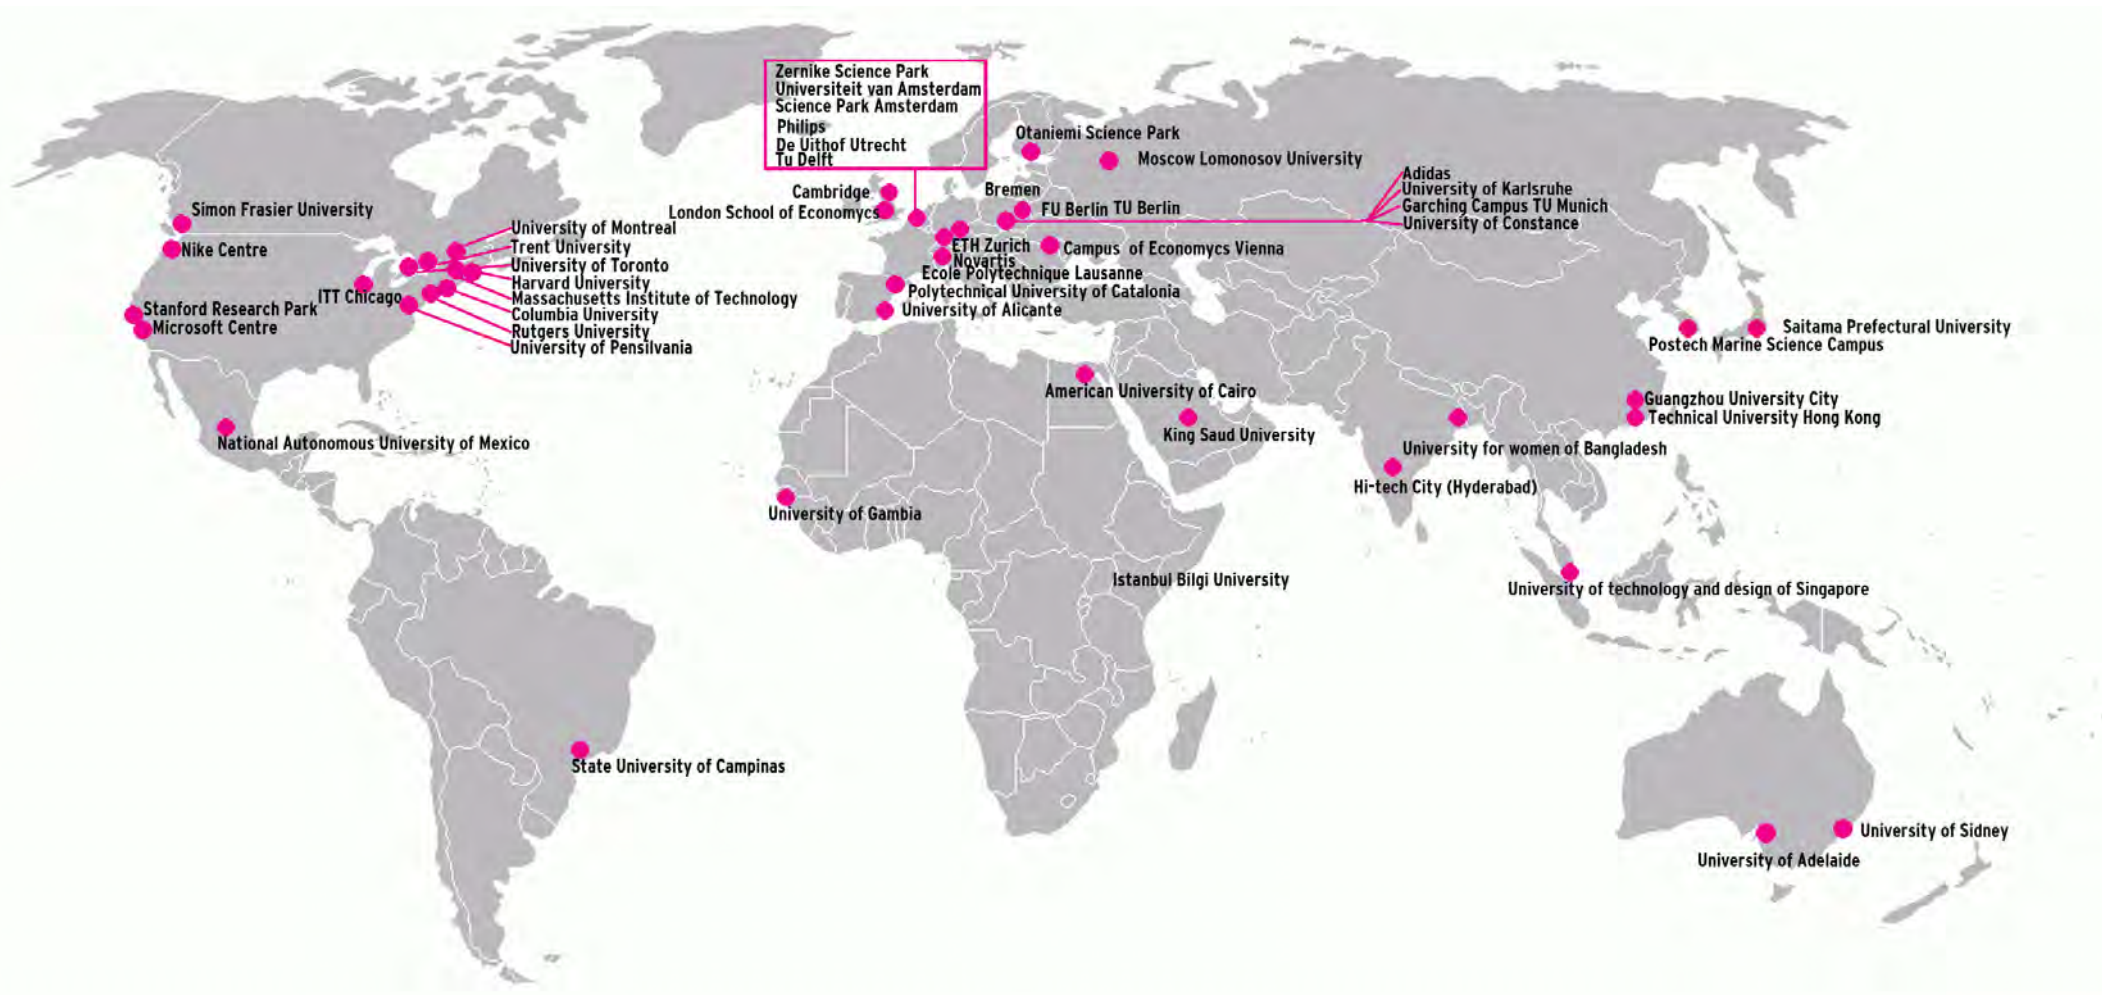 Zernike Science Park
Universiteit van Amsterdam
Science Park Amsterdam
Philips
De Uithof Utrecht
Tu Delft
Otaniemi Science Park
Moscow Lomonosov University
Cambridge
London School of Economycs
Bremen
FU Berlin TU Berlin
Adidas
University of Karlsruhe
Garching Campus TU Munich
University of Constance
ETH Zurich
Novartis
Campus of Economycs Vienna
Ecole Polytechnique Lausanne
Polytechnical University of Catalonia
University of Alicante
Simon Frasier University
Nike Centre
University of Montreal
Trent University
University of Toronto
Harvard University
Massachusetts Institute of Technology
Columbia University
Rutgers University
University of Pensilvania
ITT Chicago
Stanford Research Park
Microsoft Centre
National Autonomous University of Mexico
State University of Campinas
American University of Cairo
King Saud University
University of Gambia
Istanbul Bilgi University
Saitama Prefectural University
Postech Marine Science Campus
Guangzhou University City
Technical University Hong Kong
University for women of Bangladesh
Hi-tech City (Hyderabad)
University of technology and design of Singapore
University of Sidney
University of Adelaide